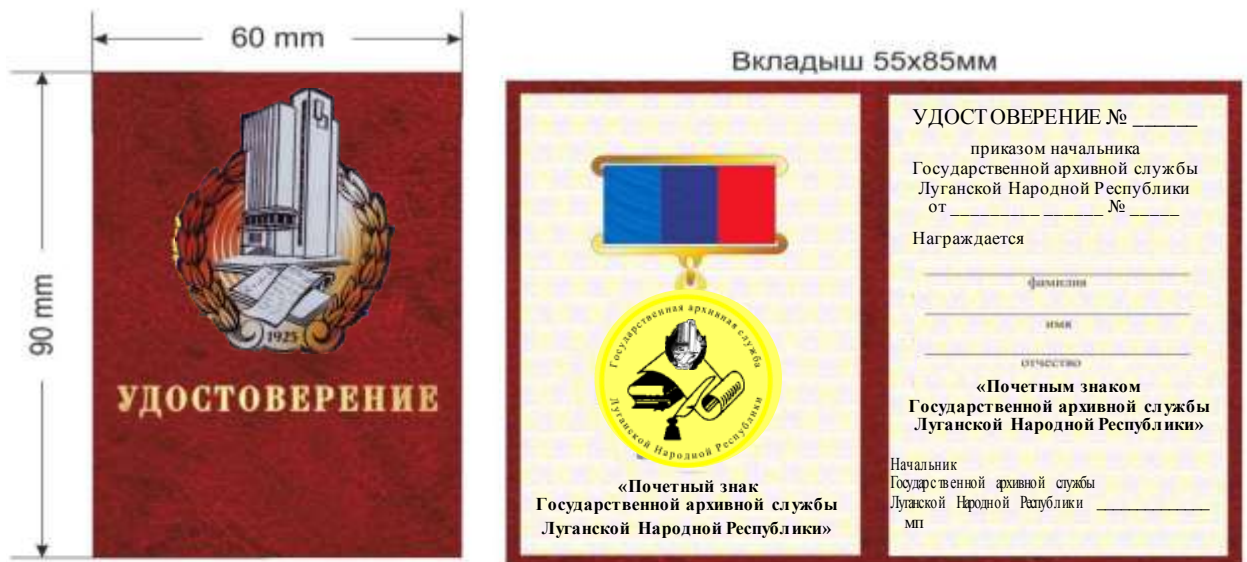 60 mm
90 mm
1925
УДОСТОВЕРЕНИЕ
Вкладыш 55х85мм
Государственная архивная служба
Луганской Народной Республики
«Почетный знак
Государственной архивной службы
Луганской Народной Республики»
УДОСТОВЕРЕНИЕ № ______
приказом начальника
Государственной архивной службы
Луганской Народной Республики
от _________ ______ № _____
Награждается
фамилия
имя
отчество
«Почетным знаком
Государственной архивной службы
Луганской Народной Республики»
Начальник
Государственной архивной службы
Луганской Народной Республики ______________
мп